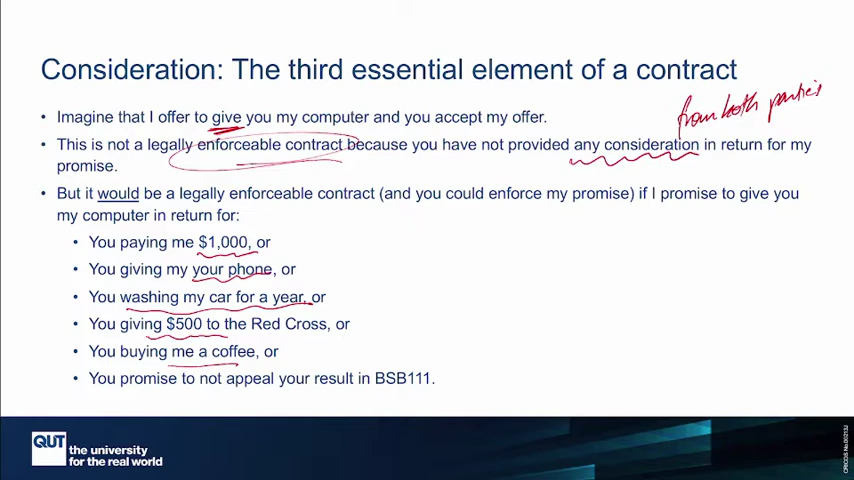 Consideration: The third essential element of a contract
from both parties
• Imagine that I offer to give you my computer and you accept my offer.
• This is not a legally enforceable contract because you have not provided any consideration in return for my
promise.
• But it would be a legally enforceable contract (and you could enforce my promise) if I promise to give you
my computer in return for:
• You paying me $1,000, or
• You giving my your phone, or
• You washing my car for a year, or
• You giving $500 to the Red Cross, or
• You buying me a coffee, or
• You promise to not appeal your result in BSB111.
QUT
the university
for the real world
CRICOS No.00213J